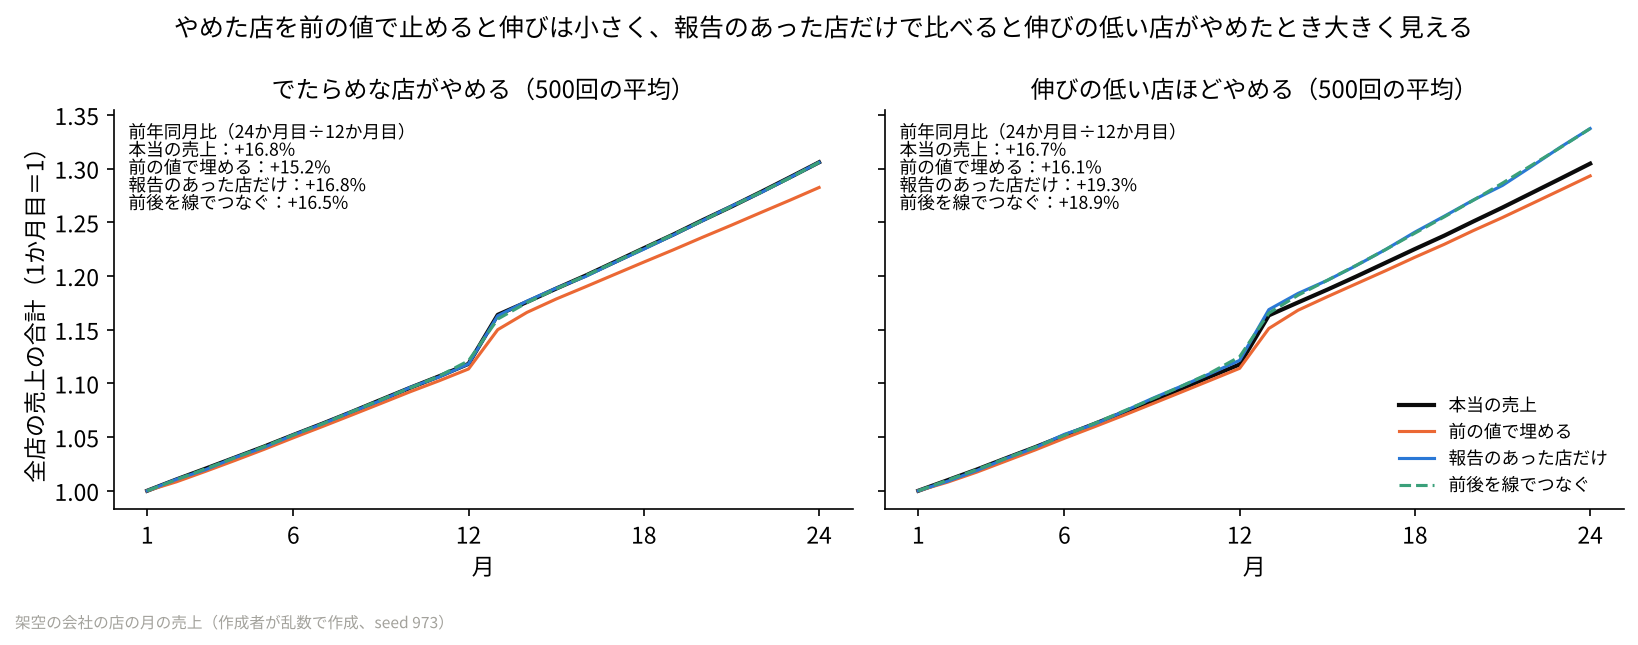 やめた店を前の値で止めると伸びは小さく、報告のあった店だけで比べると伸びの低い店がやめたとき大きく見える
でたらめな店がやめる（500回の平均）
全店の売上の合計（1か月目＝1）
1.35
1.30
1.25
1.20
1.15
1.10
1.05
1.00
前年同月比（24か月目÷12か月目）
本当の売上：+16.8%
前の値で埋める：+15.2%
報告のあった店だけ：+16.8%
前後を線でつなぐ：+16.5%
1
6
12
18
24
月
伸びの低い店ほどやめる（500回の平均）
前年同月比（24か月目÷12か月目）
本当の売上：+16.7%
前の値で埋める：+16.1%
報告のあった店だけ：+19.3%
前後を線でつなぐ：+18.9%
本当の売上
前の値で埋める
報告のあった店だけ
前後を線でつなぐ
1
6
12
18
24
月
架空の会社の店の月の売上（作成者が乱数で作成、seed 973）